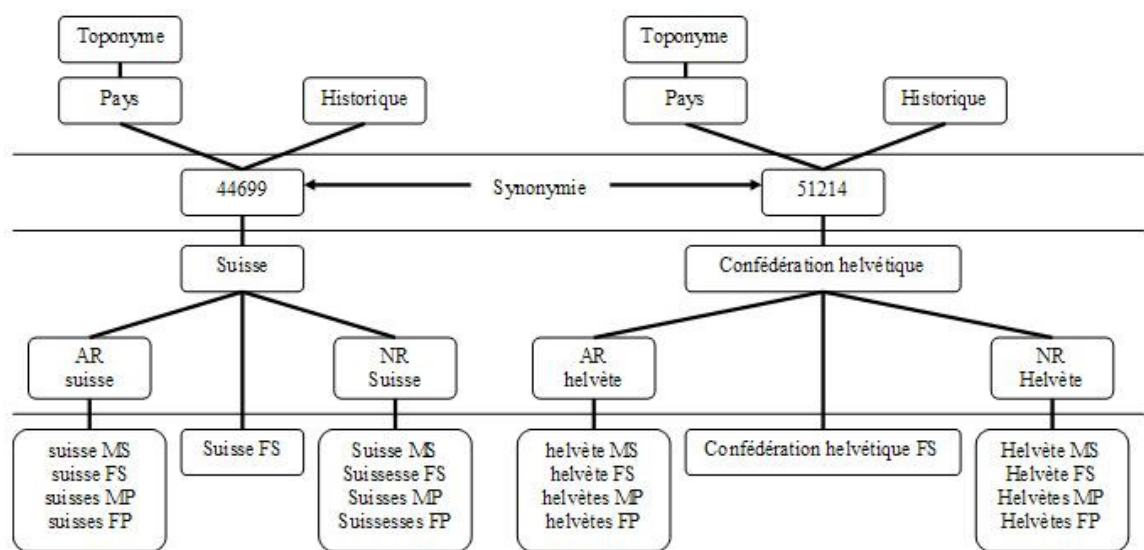 Toponyme
Toponyme
Pays
Historique
Pays
Historique
44699
Synonymie
51214
Suisse
Confédération helvétique
AR
suisse
NR
Suisse
AR
helvète
NR
Helvète
suisse MS
suisse FS
suisses MP
suisses FP
Suisse FS
Suisse MS
Suissesse FS
Suisses MP
Suissesses FP
helvète MS
helvète FS
helvètes MP
helvètes FP
Confédération helvétique FS
Helvète MS
Helvète FS
Helvètes MP
Helvètes FP